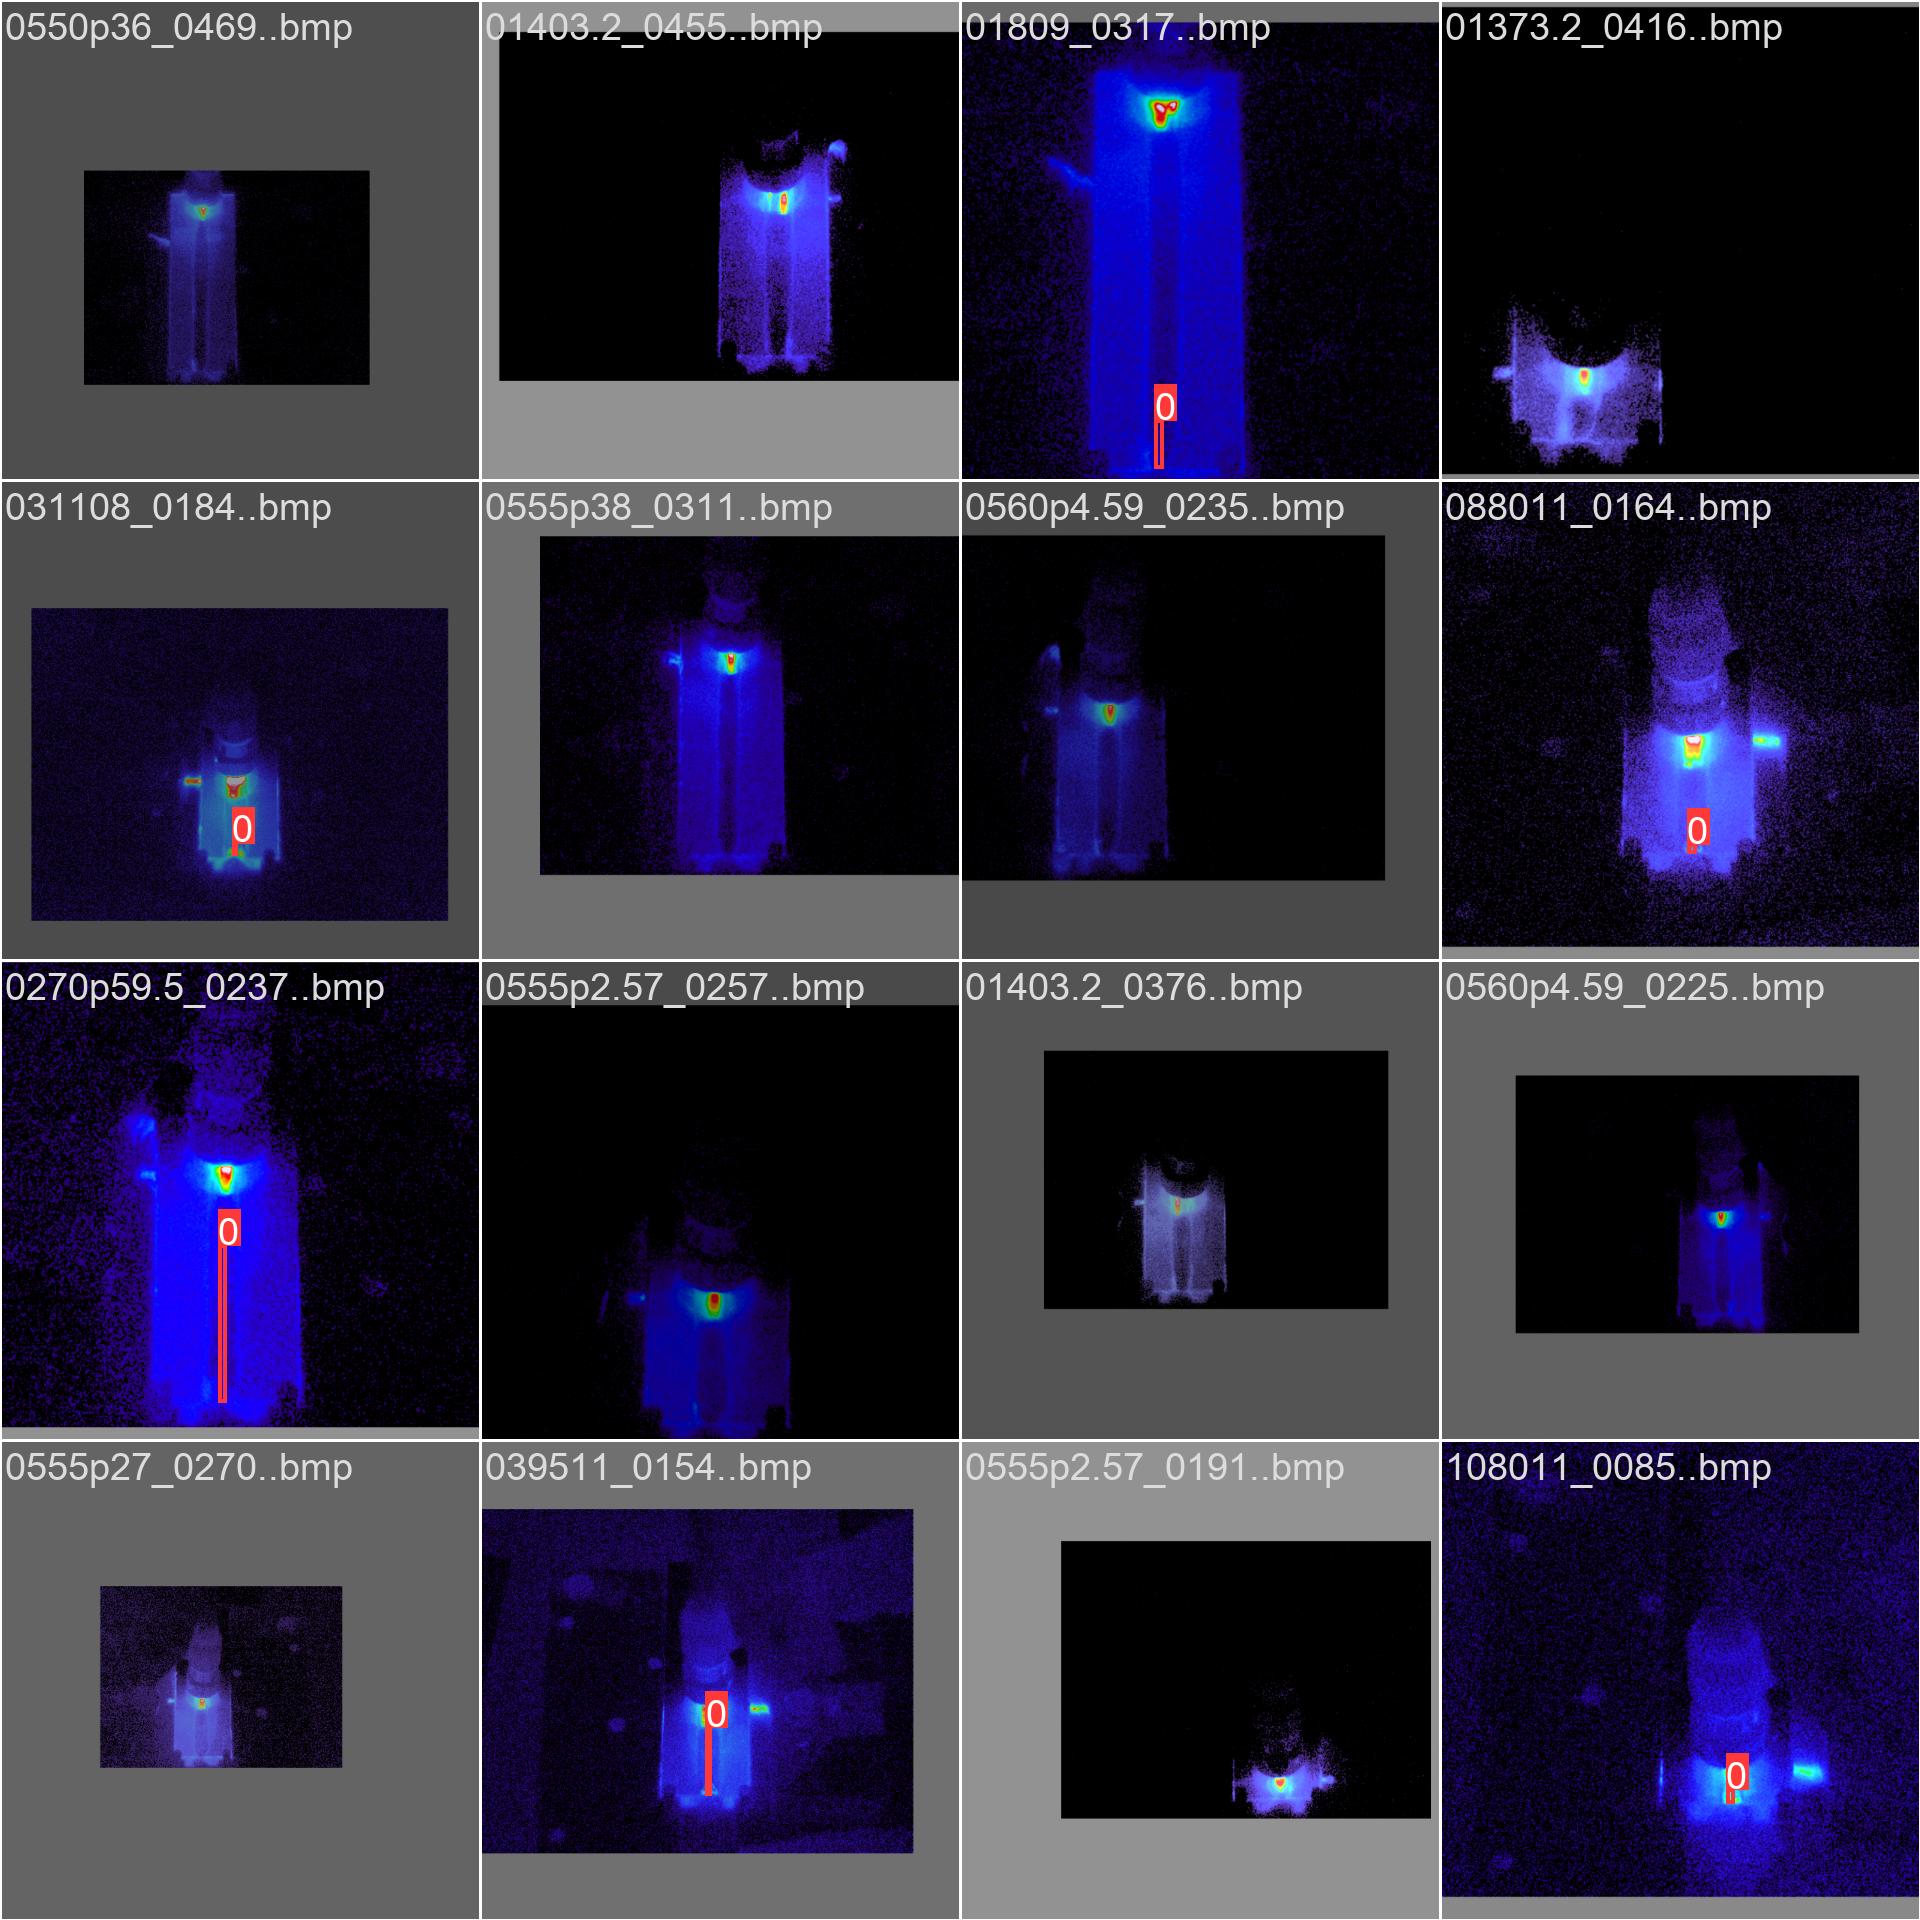 0550p36_0469..bmp
01403.2_0455..bmp
01809_0317..bmp
01373.2_0416..bmp
0
031108_0184..bmp
0555p38_0311..bmp
0560p4.59_0235..bmp
088011_0164..bmp
0
0
0270p59.5_0237..bmp
0555p2.57_0257..bmp
01403.2_0376..bmp
0560p4.59_0225..bmp
0
0555p27_0270..bmp
039511_0154..bmp
0555p2.57_0191..bmp
108011_0085..bmp
0
0